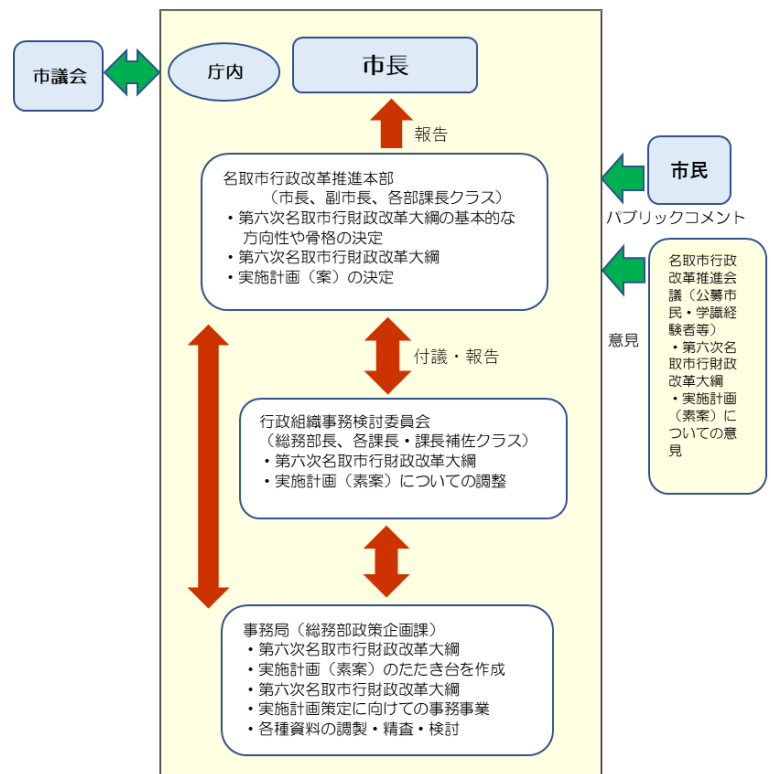 市議会
庁内
市長
報告
名取市行政改革推進本部
(市長、副市長、各部課長クラス)
・第六次名取市行財政改革大綱の基本的な
方向性や骨格の決定
・第六次名取市行財政改革大綱
・実施計画(案)の決定
市民
パブリックコメント
名取市行政
改革推進会
議(公募市
民・学識経
験者等)
・第六次名
取市行財政
改革大綱
・実施計画
(素案)に
ついての意
見
意見
付議・報告
行政組織事務検討委員会
(総務部長、各課長・課長補佐クラス)
・第六次名取市行財政改革大綱
・実施計画(素案)についての調整
事務局(総務部政策企画課)
・第六次名取市行財政改革大綱
・実施計画(素案)のたたき台を作成
・第六次名取市行財政改革大綱
・実施計画策定に向けての事務事業
・各種資料の調製・精査・検討